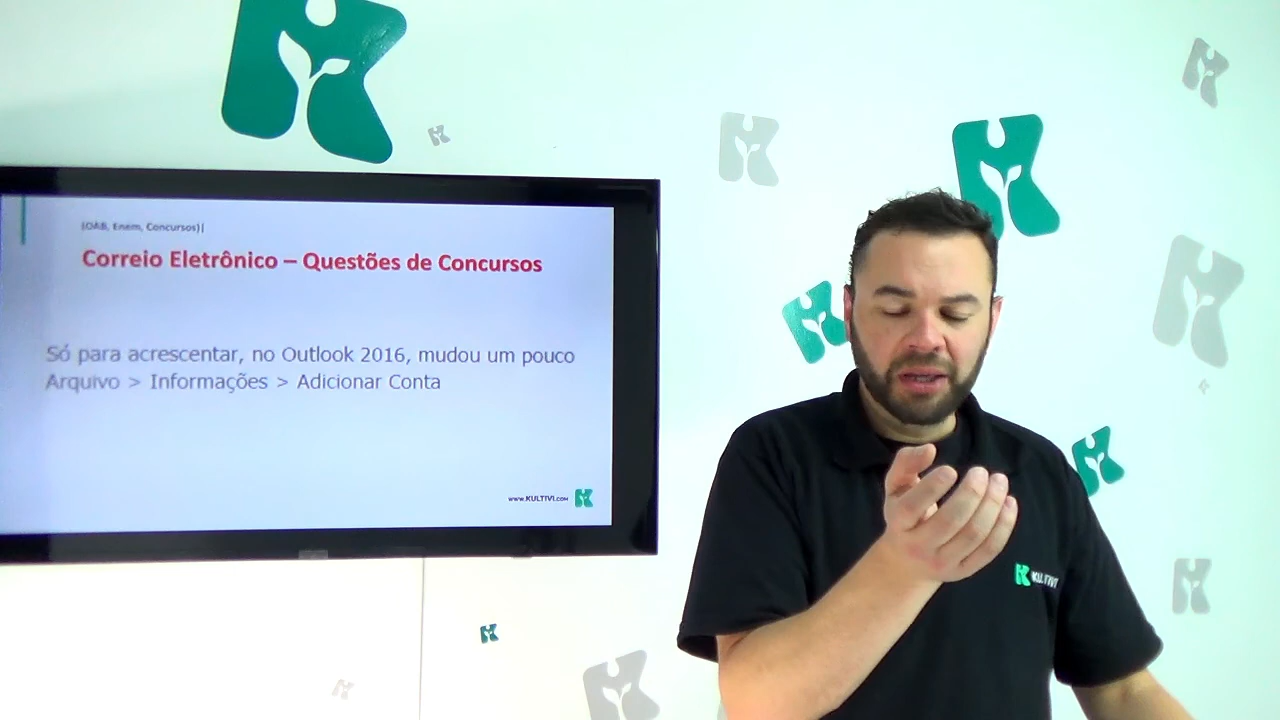 (OAB, Enem, Concursos)|
Correio Eletrônico – Questões de Concursos
Só para acrescentar, no Outlook 2016, mudou um pouco
Arquivo > Informações > Adicionar Conta
www.KULTIVI.com
KULTIVI